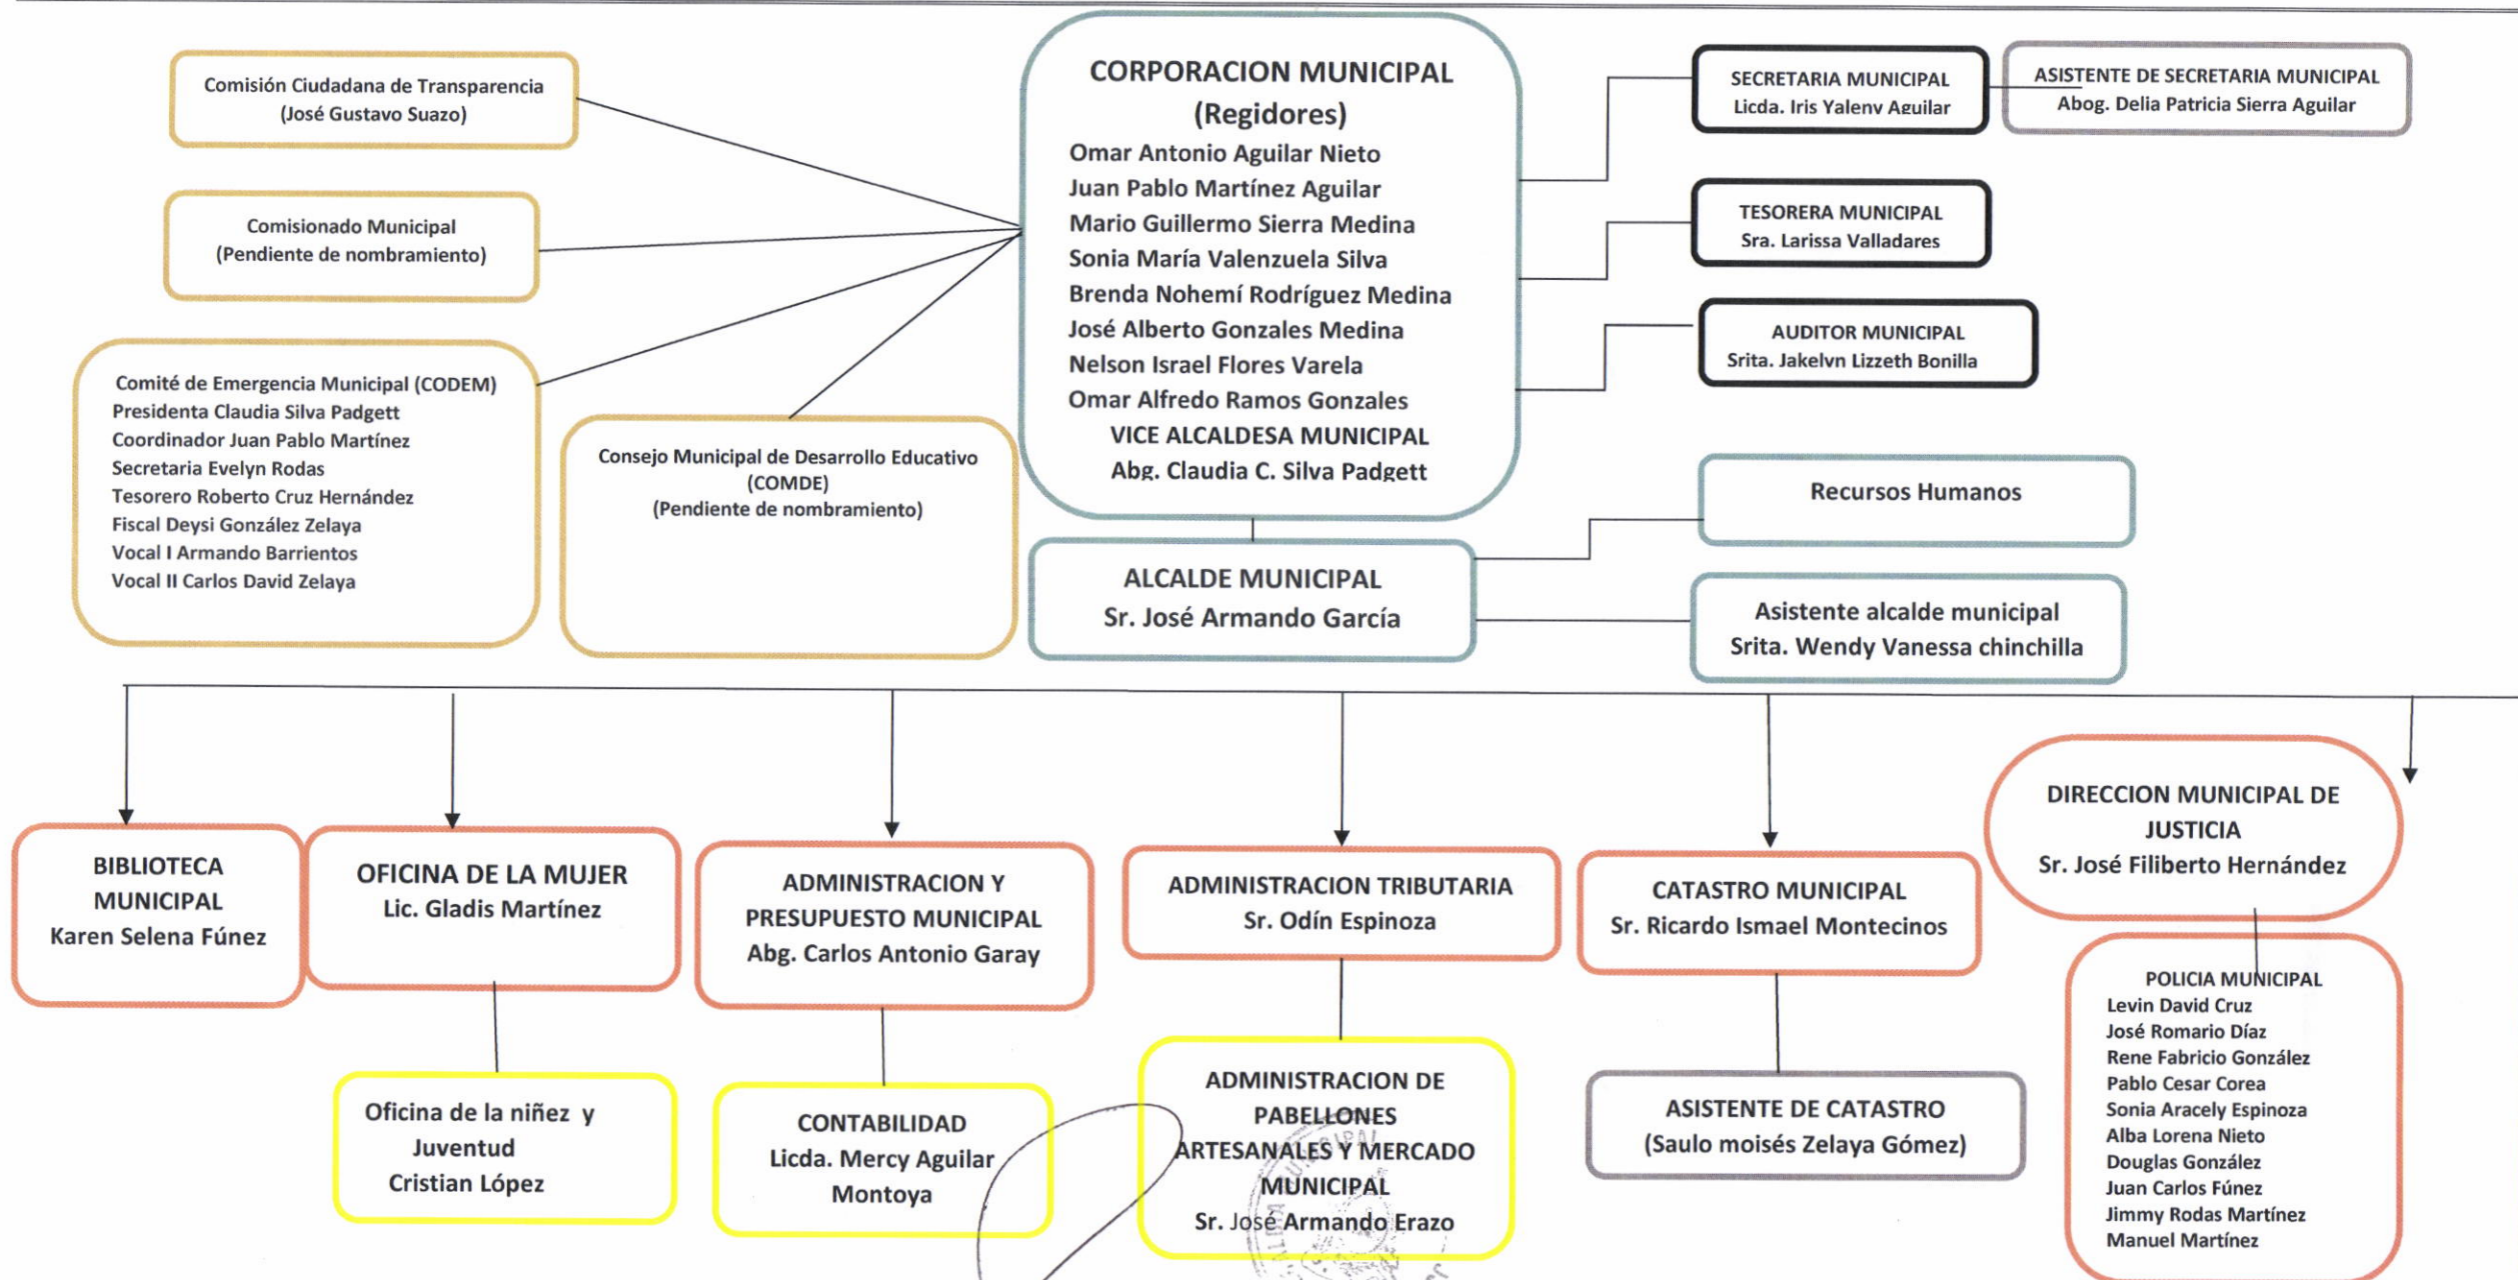 Comisión Ciudadana de Transparencia
(José Gustavo Suazo)
Comisionado Municipal
(Pendiente de nombramiento)
Comité de Emergencia Municipal (CODEM)
Presidenta Claudia Silva Padgett
Coordinador Juan Pablo Martínez
Secretaria Evelyn Rodas
Tesorero Roberto Cruz Hernández
Fiscal Deysi González Zelaya
Vocal I Armando Barrientos
Vocal II Carlos David Zelaya
Consejo Municipal de Desarrollo Educativo
(COMDE)
(Pendiente de nombramiento)
CORPORACION MUNICIPAL
(Regidores)
Omar Antonio Aguilar Nieto
Juan Pablo Martínez Aguilar
Mario Guillermo Sierra Medina
Sonia María Valenzuela Silva
Brenda Nohemí Rodríguez Medina
José Alberto Gonzales Medina
Nelson Israel Flores Varela
Omar Alfredo Ramos Gonzales
VICE ALCALDESA MUNICIPAL
Abg. Claudia C. Silva Padgett
SECRETARIA MUNICIPAL
Licda. Iris Yaleny Aguilar
ASISTENTE DE SECRETARIA MUNICIPAL
Abog. Delia Patricia Sierra Aguilar
TESORERA MUNICIPAL
Sra. Larissa Valladares
AUDITOR MUNICIPAL
Srita. Jakelyn Lizzeth Bonilla
Recursos Humanos
ALCALDE MUNICIPAL
Sr. José Armando García
Asistente alcalde municipal
Srita. Wendy Vanessa chinchilla
BIBLIOTECA
MUNICIPAL
Karen Selena Fúnez
OFICINA DE LA MUJER
Lic. Gladis Martínez
ADMINISTRACION Y
PRESUPUESTO MUNICIPAL
Abg. Carlos Antonio Garay
ADMINISTRACION TRIBUTARIA
Sr. Odín Espinoza
CATASTRO MUNICIPAL
Sr. Ricardo Ismael Montecinos
DIRECCION MUNICIPAL DE
JUSTICIA
Sr. José Filiberto Hernández
Oficina de la niñez y
Juventud
Cristian López
CONTABILIDAD
Licda. Mercy Aguilar
Montoya
ADMINISTRACION DE
PABELLONES
ARTESANALES Y MERCADO
MUNICIPAL
Sr. José Armando Erazo
ASISTENTE DE CATASTRO
(Saulo moisés Zelaya Gómez)
POLICIA MUNICIPAL
Levin David Cruz
José Romario Díaz
Rene Fabricio González
Pablo Cesar Corea
Sonia Aracely Espinoza
Alba Lorena Nieto
Douglas González
Juan Carlos Fúnez
Jimmy Rodas Martínez
Manuel Martínez